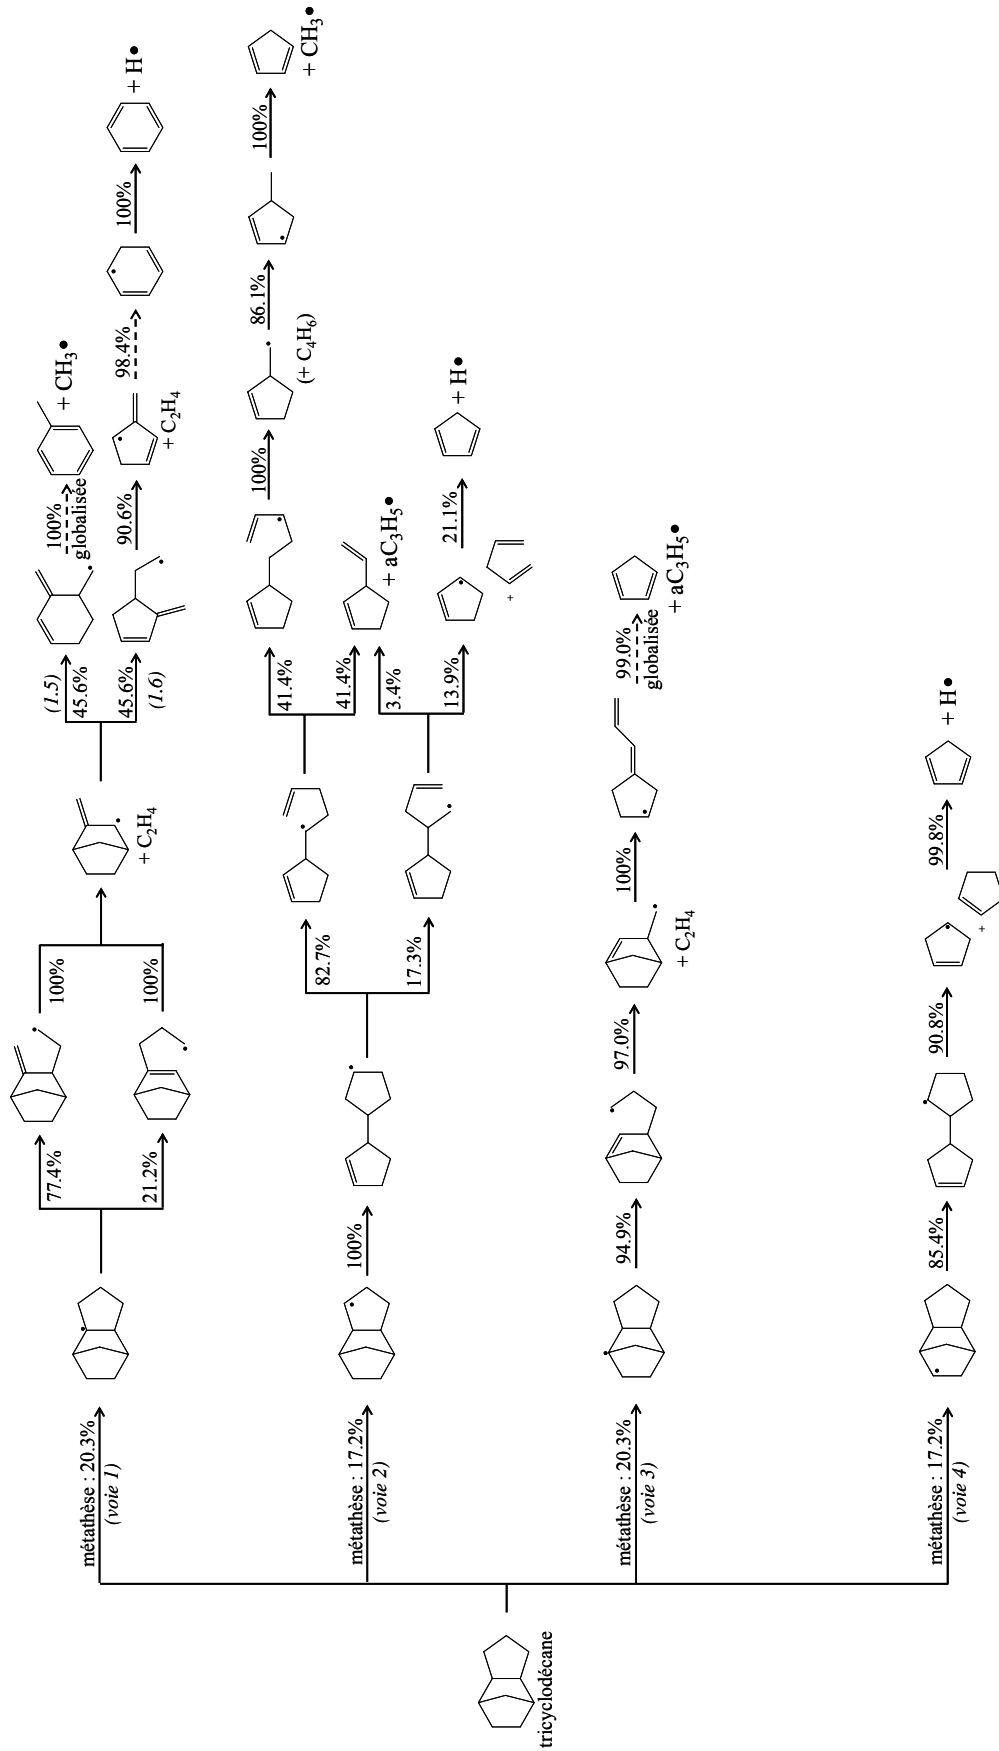 tricyclodécane
métathèse : 20.3%
(voie 1)
77.4%
21.2%
100%
100%
+ C2H4
(1.5)
45.6%
45.6%
(1.6)
100%
globalisée
+ CH3•
90.6%
+ C2H4
98.4%
100%
+ H•
métathèse : 17.2%
(voie 2)
100%
82.7%
17.3%
41.4%
41.4%
3.4%
13.9%
100%
(+ C4H6)
86.1%
100%
+ CH3•
+ aC3H5•
+
21.1%
+ H•
métathèse : 20.3%
(voie 3)
94.9%
97.0%
+ C2H4
100%
99.0%
globalisée
+ aC3H5•
métathèse : 17.2%
(voie 4)
85.4%
90.8%
+
99.8%
+ H•